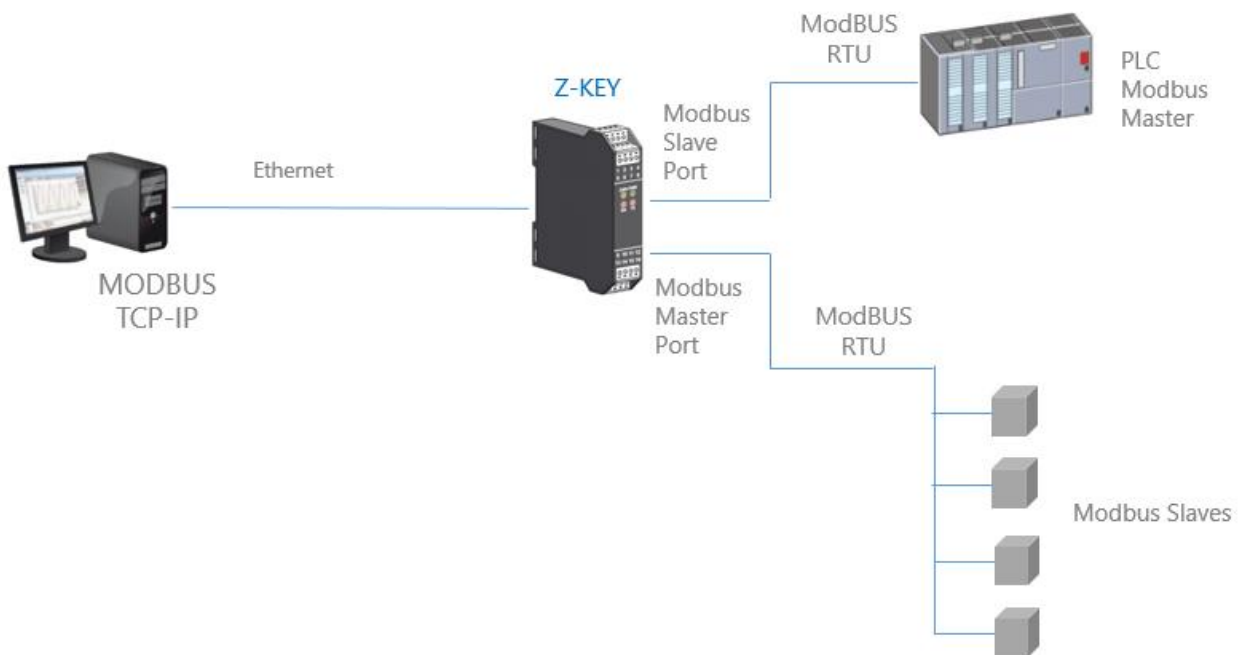 ModBUS
RTU
PLC
Modbus
Master
Z-KEY
Modbus
Slave
Port
Ethernet
MODBUS
TCP-IP
Modbus
Master
Port
ModBUS
RTU
Modbus Slaves